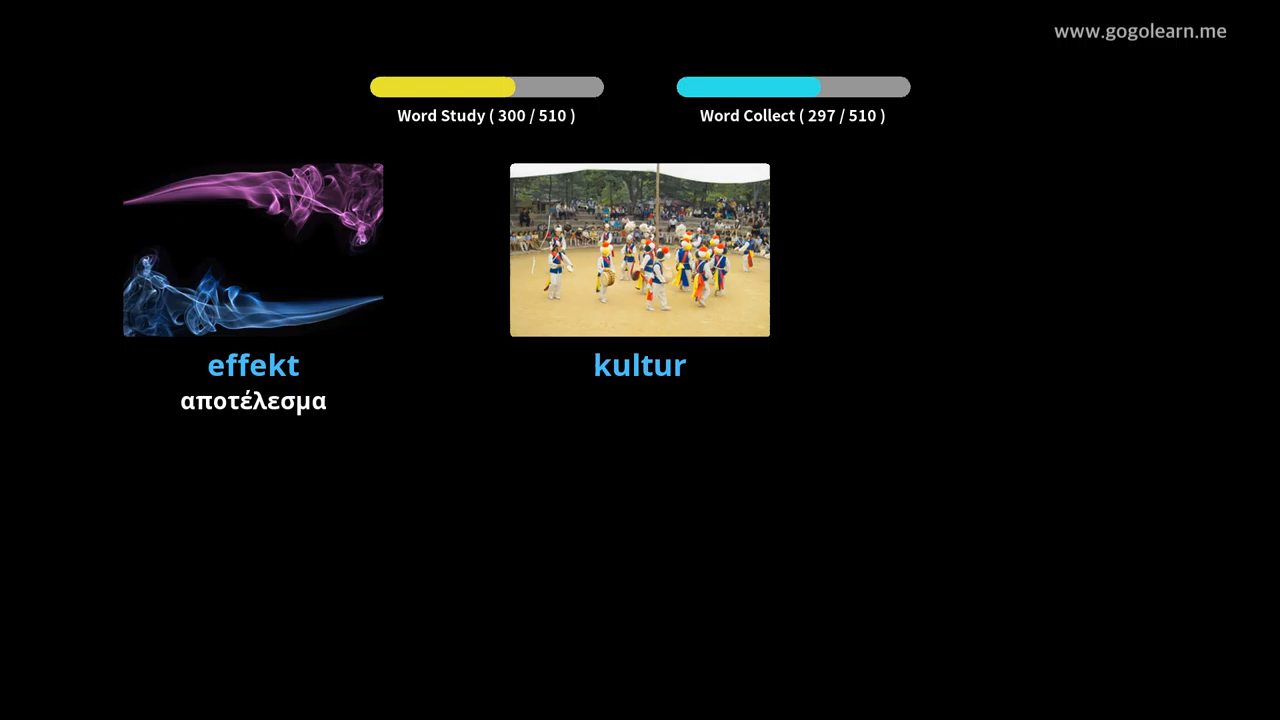 www.gogolearn.me
Word Study ( 300 / 510 )
Word Collect ( 297 / 510 )
effekt
kultur
αποτέλεσμα